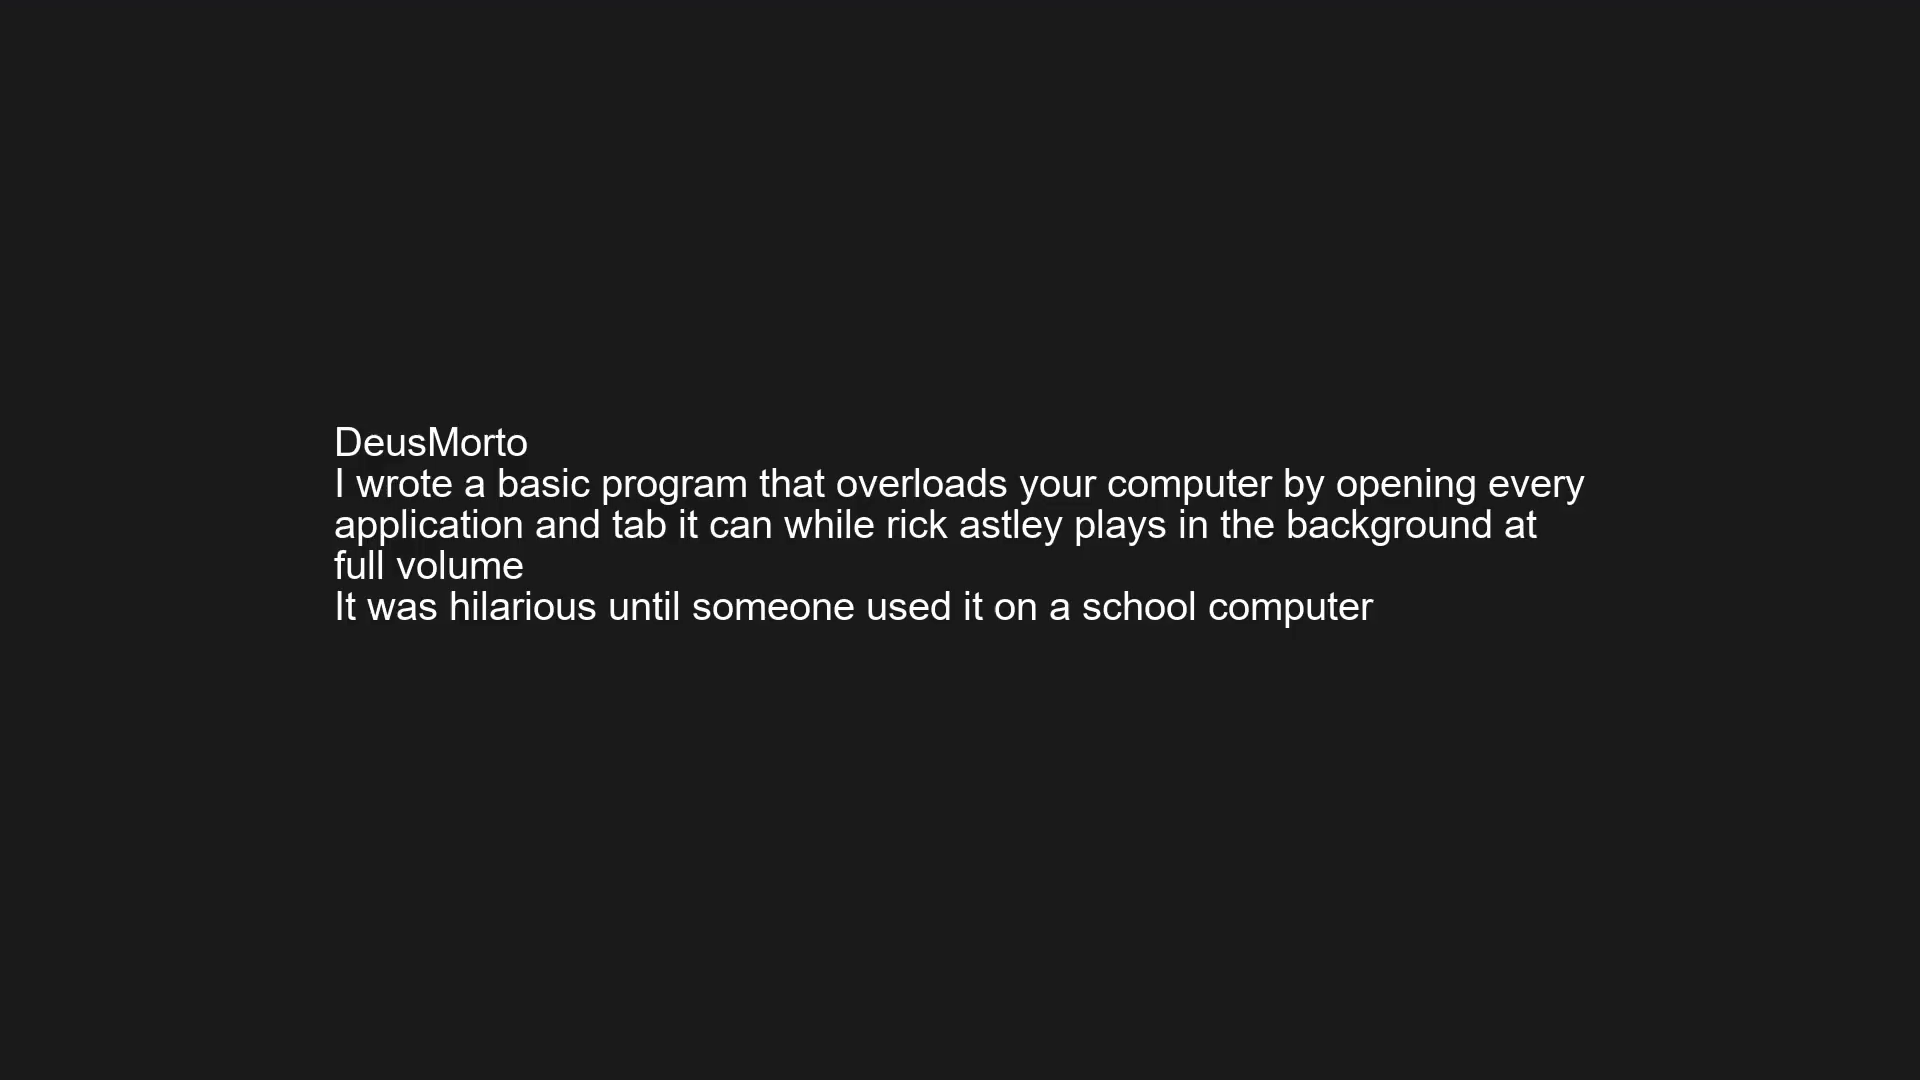 DeusMorto
I wrote a basic program that overloads your computer by opening every
application and tab it can while rick astley plays in the background at
full volume
It was hilarious until someone used it on a school computer